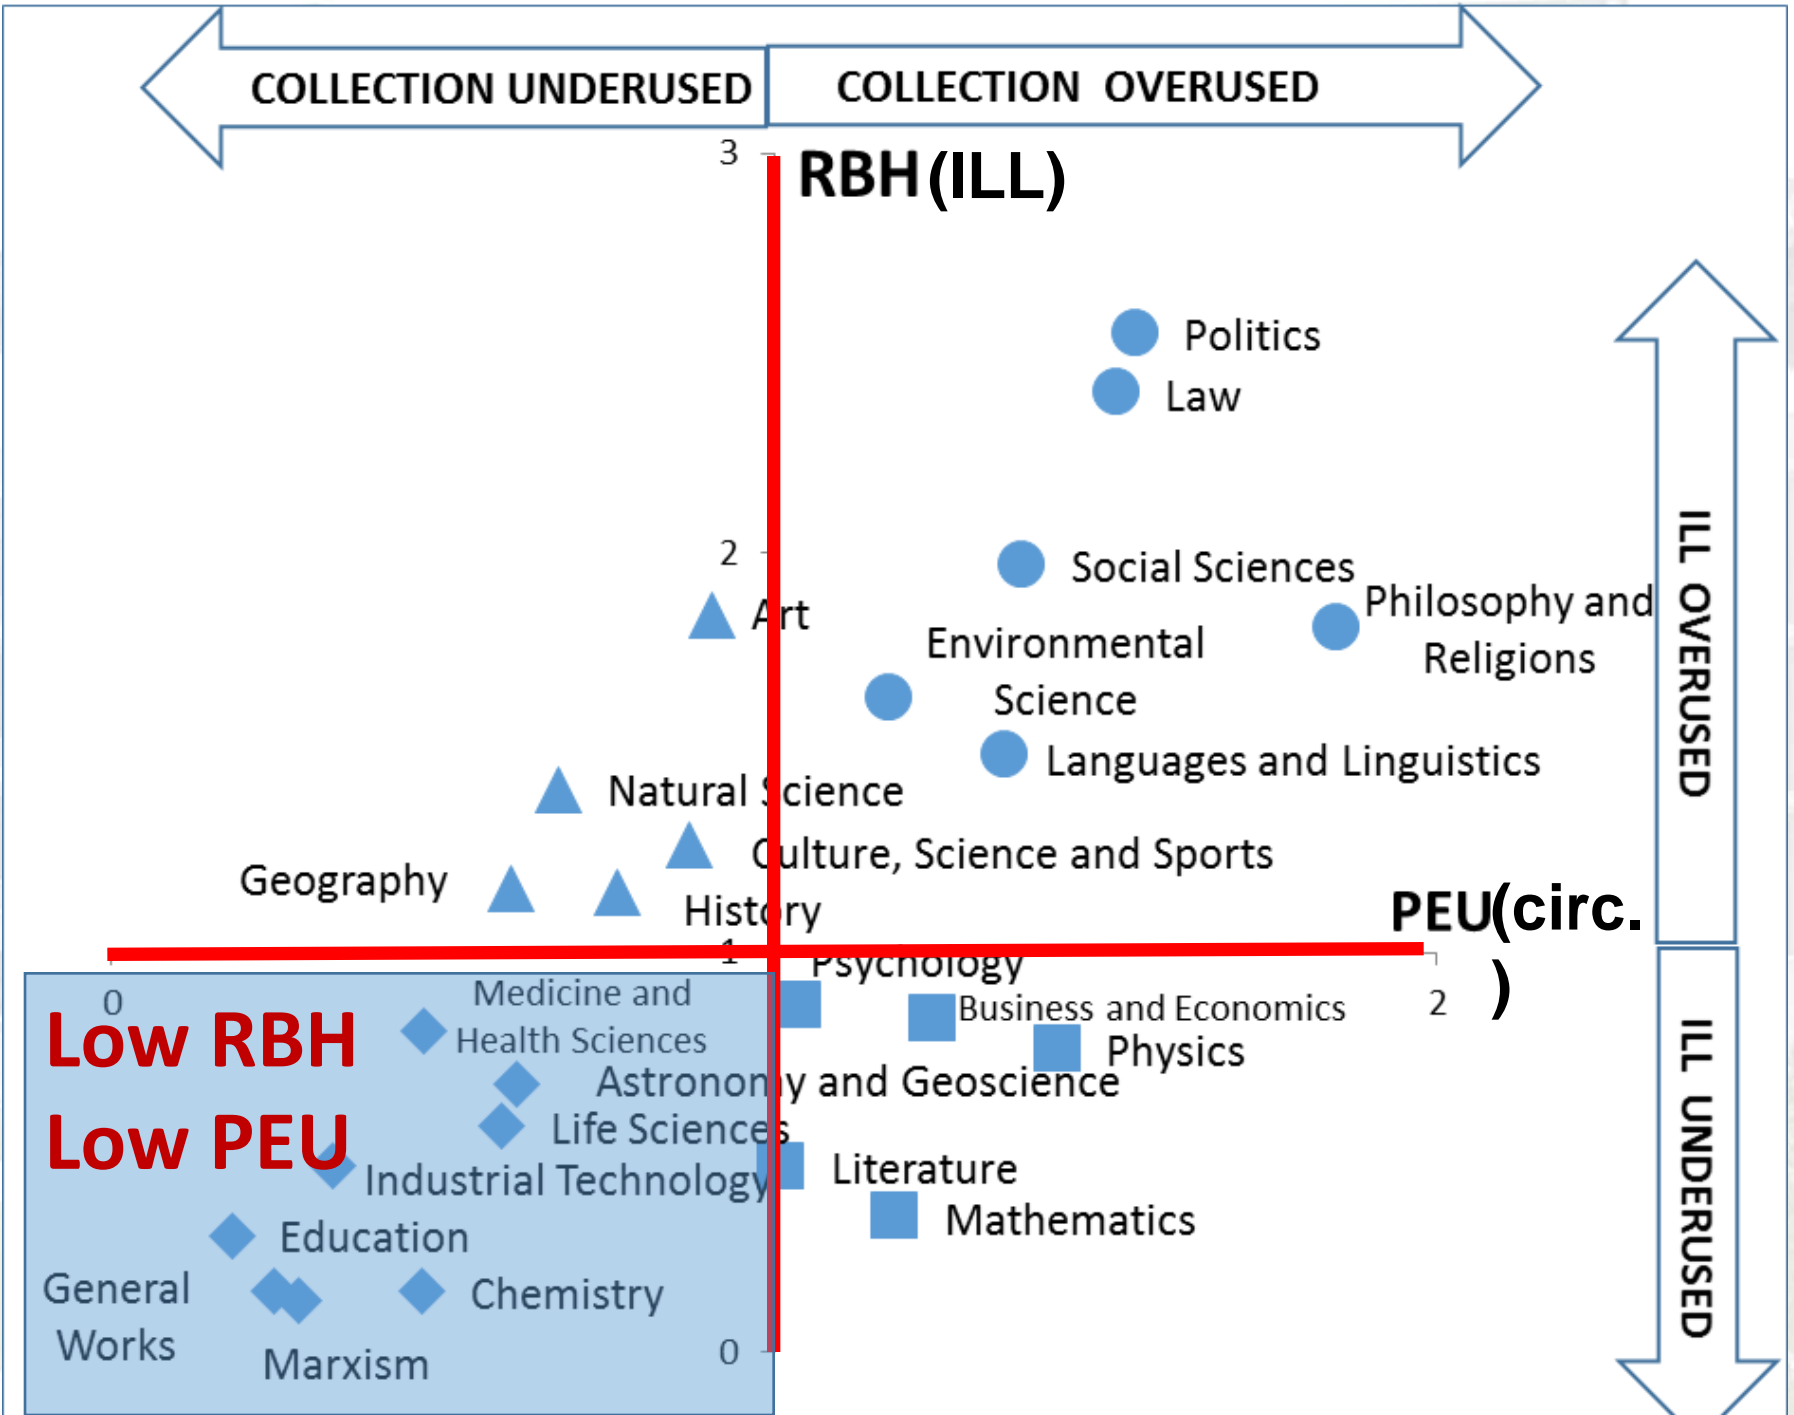 COLLECTION UNDERUSED
COLLECTION OVERUSED
3
RBH (ILL)
Politics
Law
2
Social Sciences
Philosophy and
Religions
Art
Environmental
Science
Languages and Linguistics
Natural Science
Culture, Science and Sports
Geography
History
PEU(circ.
)
ILL OVERUSED
1
Psychology
0
2
Low RBH
Low PEU
Medicine and
Health Sciences
Business and Economics
Physics
Astronomy and Geoscience
Life Sciences
Industrial Technology
Literature
Mathematics
Education
General
Works
Chemistry
Marxism
0
ILL UNDERUSED